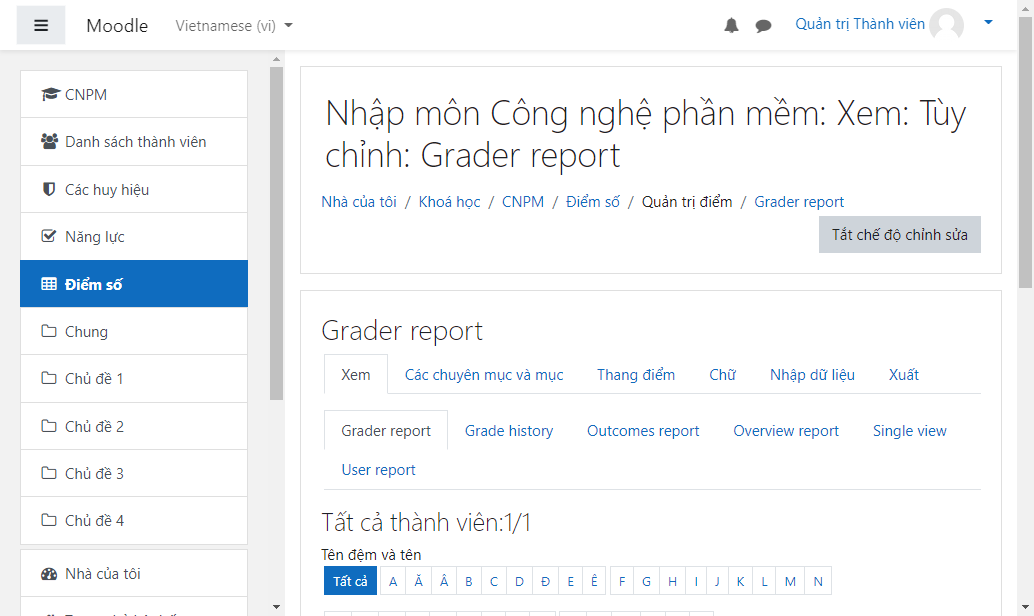 Moodle
Vietnamese (vi)
Quản trị Thành viên
CNPM
Danh sách thành viên
Các huy hiệu
Năng lực
Điểm số
Chung
Chủ đề 1
Chủ đề 2
Chủ đề 3
Chủ đề 4
Nhà của tôi
Nhập môn Công nghệ phần mềm: Xem: Tùy
chỉnh: Grader report
Nhà của tôi / Khoá học / CNPM / Điểm số / Quản trị điểm / Grader report
Tắt chế độ chỉnh sửa
Grader report
Xem Các chuyên mục và mục Thang điểm Chữ Nhập dữ liệu Xuất
Grader report Grade history Outcomes report Overview report Single view
User report
Tất cả thành viên:1/1
Tên đệm và tên
Tất cả A Ă Â B C D Đ E Ê F G H I J K L M N